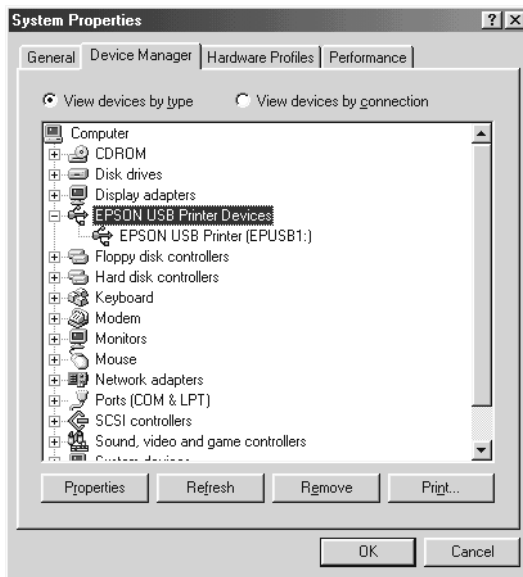 System Properties
General Device Manager Hardware Profiles Performance
View devices by type View devices by connection
Computer
CDROM
Disk drives
Display adapters
EPSON USB Printer Devices
EPSON USB Printer (EPUSB1:)
Floppy disk controllers
Hard disk controllers
Keyboard
Modem
Monitors
Mouse
Network adapters
Ports (COM & LPT)
SCSI controllers
Sound, video and game controllers
System devices
Properties Refresh Remove Print...
OK Cancel